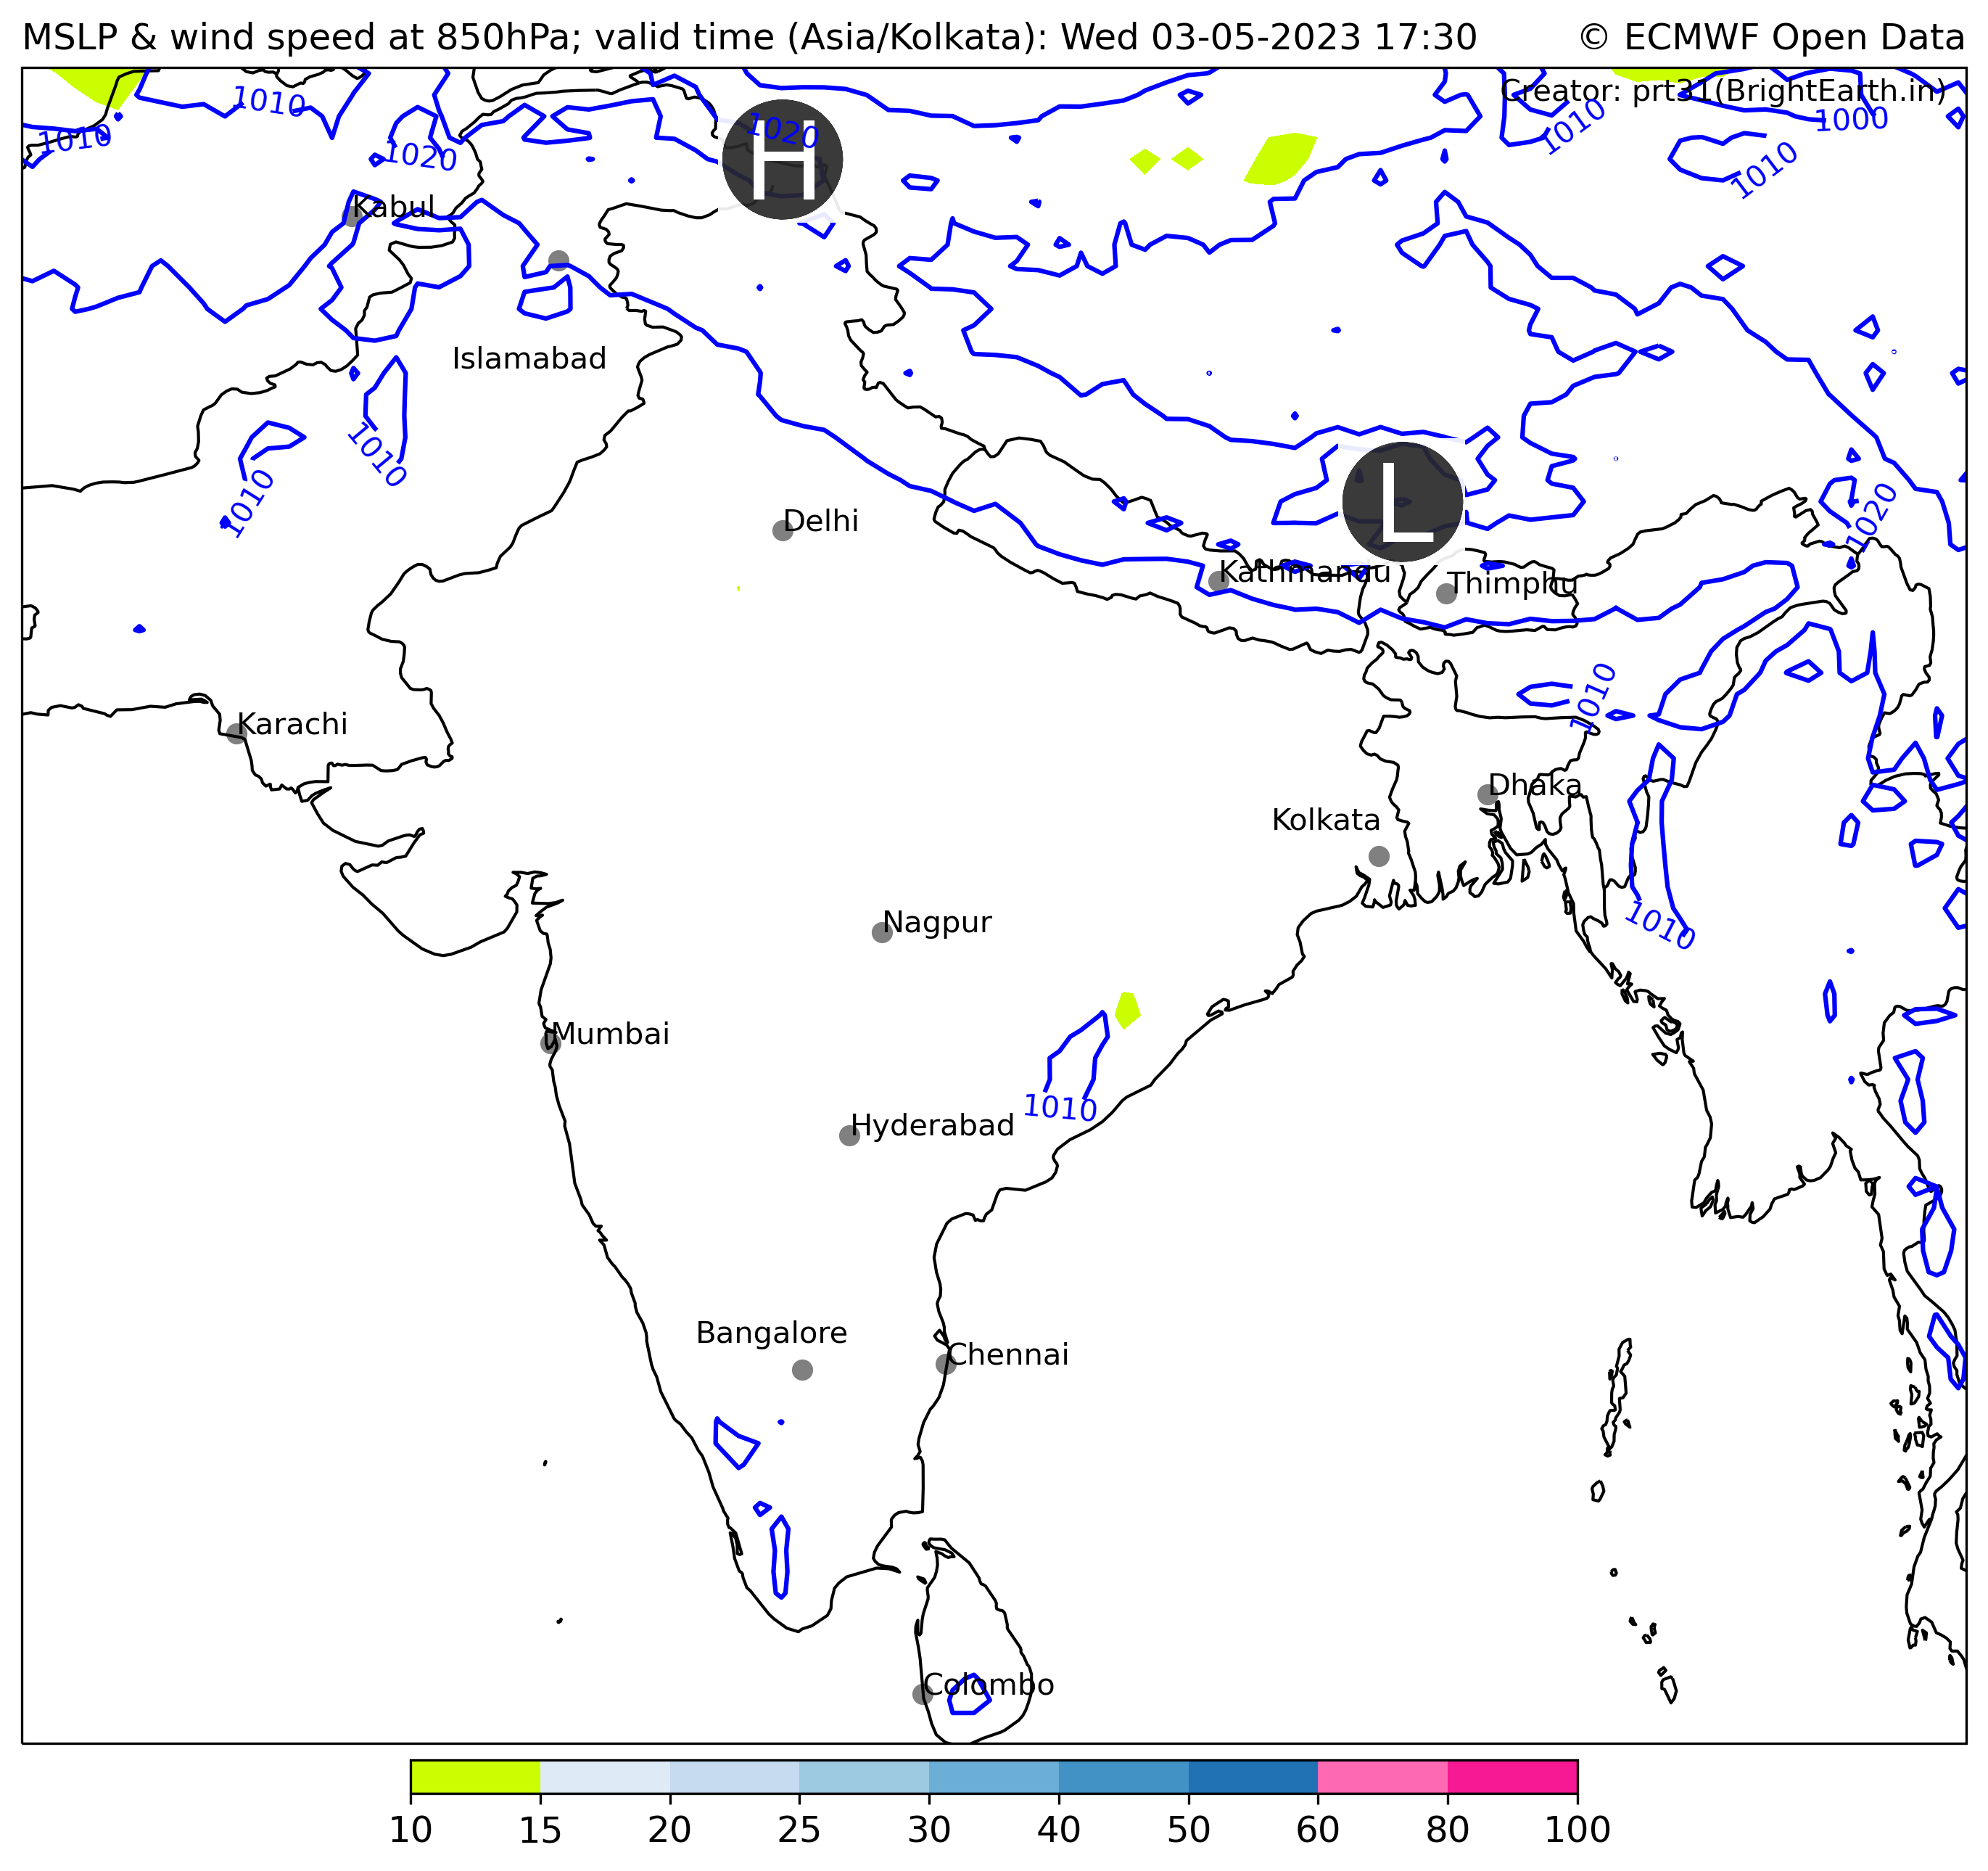 MSLP & wind speed at 850hPa; valid time (Asia/Kolkata): Wed 03-05-2023 17:30 © ECMWF Open Data
Creator: prt31(BrightEarth.in)
1010
1010
1020
1020
H
1010
1000
1010
Kabul
Islamabad
1010
1010
Delhi
L
1020
Kathmandu
Thimphu
1010
Karachi
Dhaka
Kolkata
Nagpur
1010
Mumbai
1010
Hyderabad
Bangalore
Chennai
Colombo
10 15 20 25 30 40 50 60 80 100